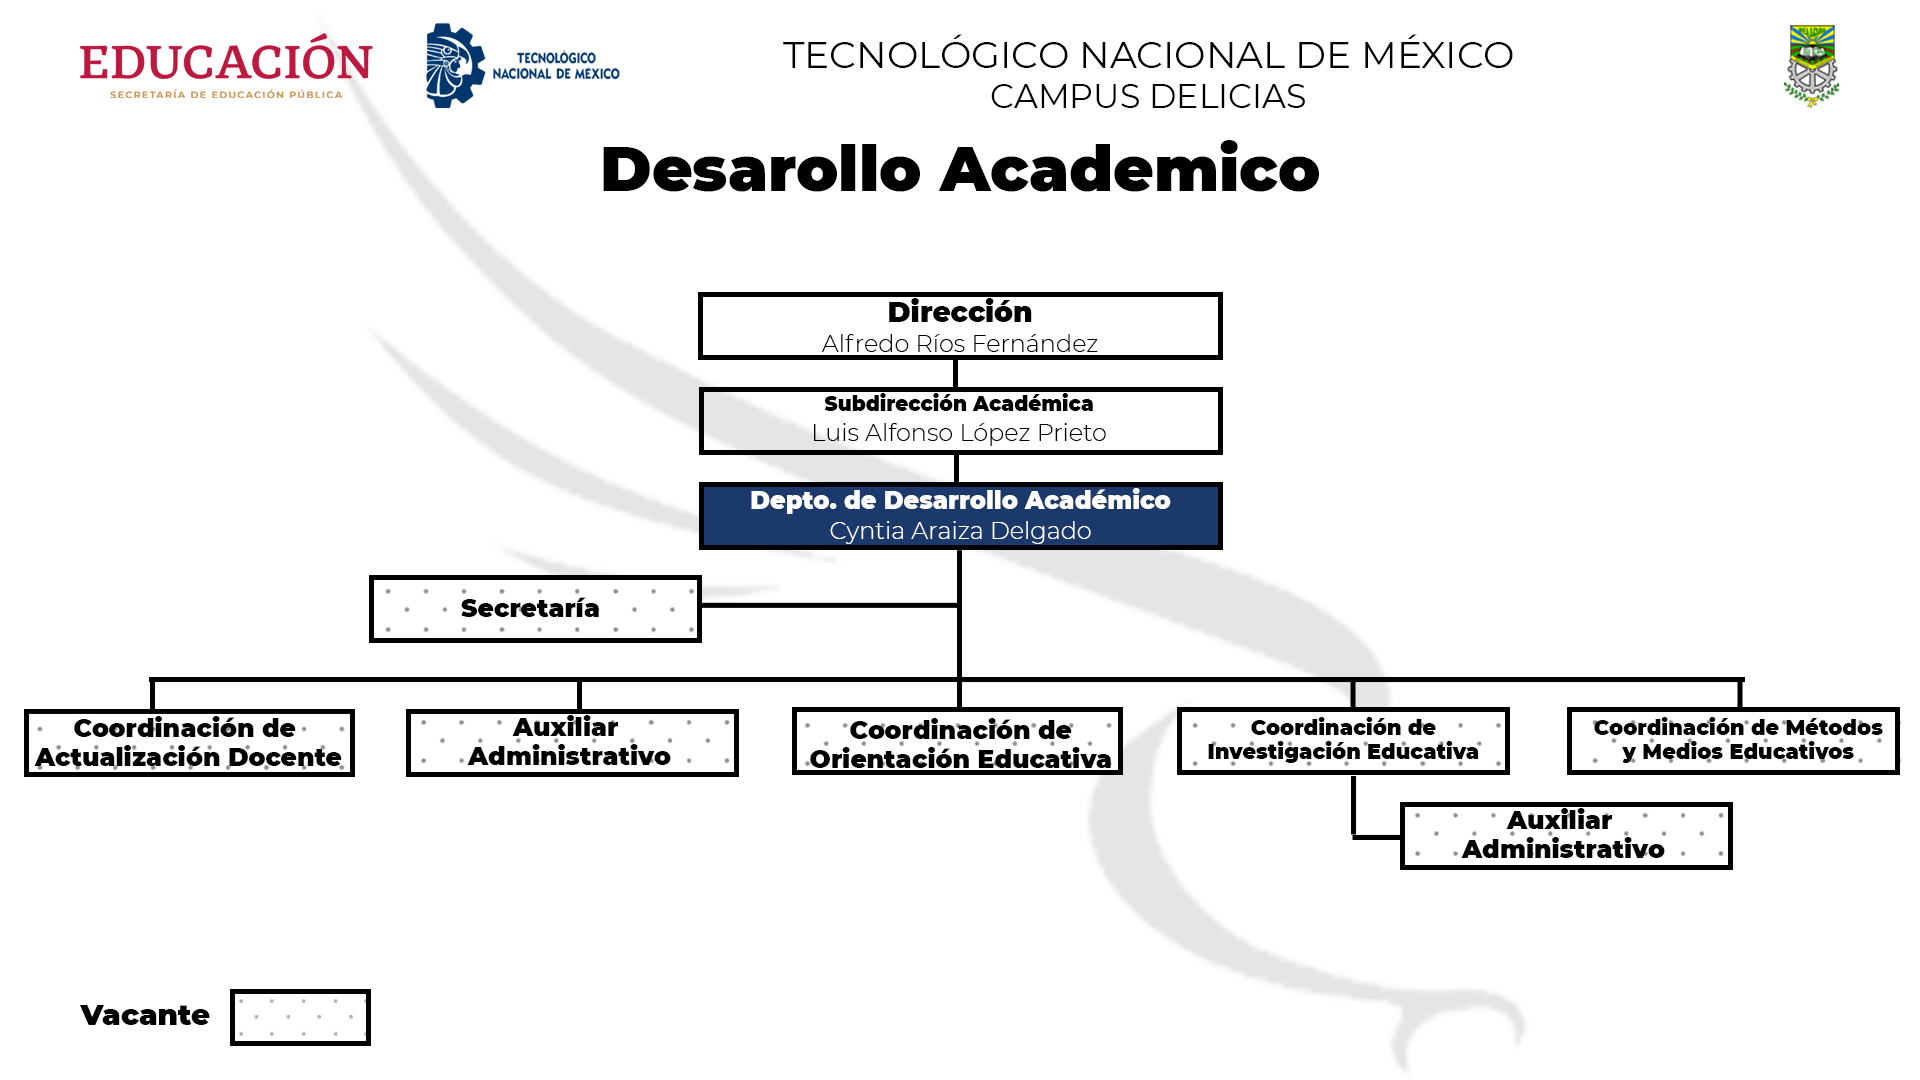 EDUCACIÓN
SECRETARÍA DE EDUCACIÓN PÚBLICA
TECNOLÓGICO
NACIONAL DE MÉXICO
TECNOLÓGICO NACIONAL DE MÉXICO
CAMPUS DELICIAS
Desarollo Academico
Dirección
Alfredo Ríos Fernández
Subdirección Académica
Luis Alfonso López Prieto
Depto. de Desarrollo Académico
Cyntia Araiza Delgado
Secretaría
Coordinación de
Actualización Docente
Auxiliar
Administrativo
Coordinación de
Orientación Educativa
Coordinación de
Investigación Educativa
Coordinación de Métodos
y Medios Educativos
Auxiliar
Administrativo
Vacante